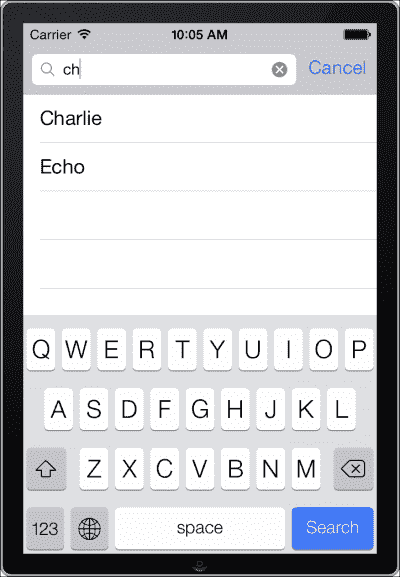 Carrier 10:05 AM
ch Cancel
Charlie
Echo
Q W E R T Y U I O P
A S D F G H J K L
Z X C V B N M
123 space Search